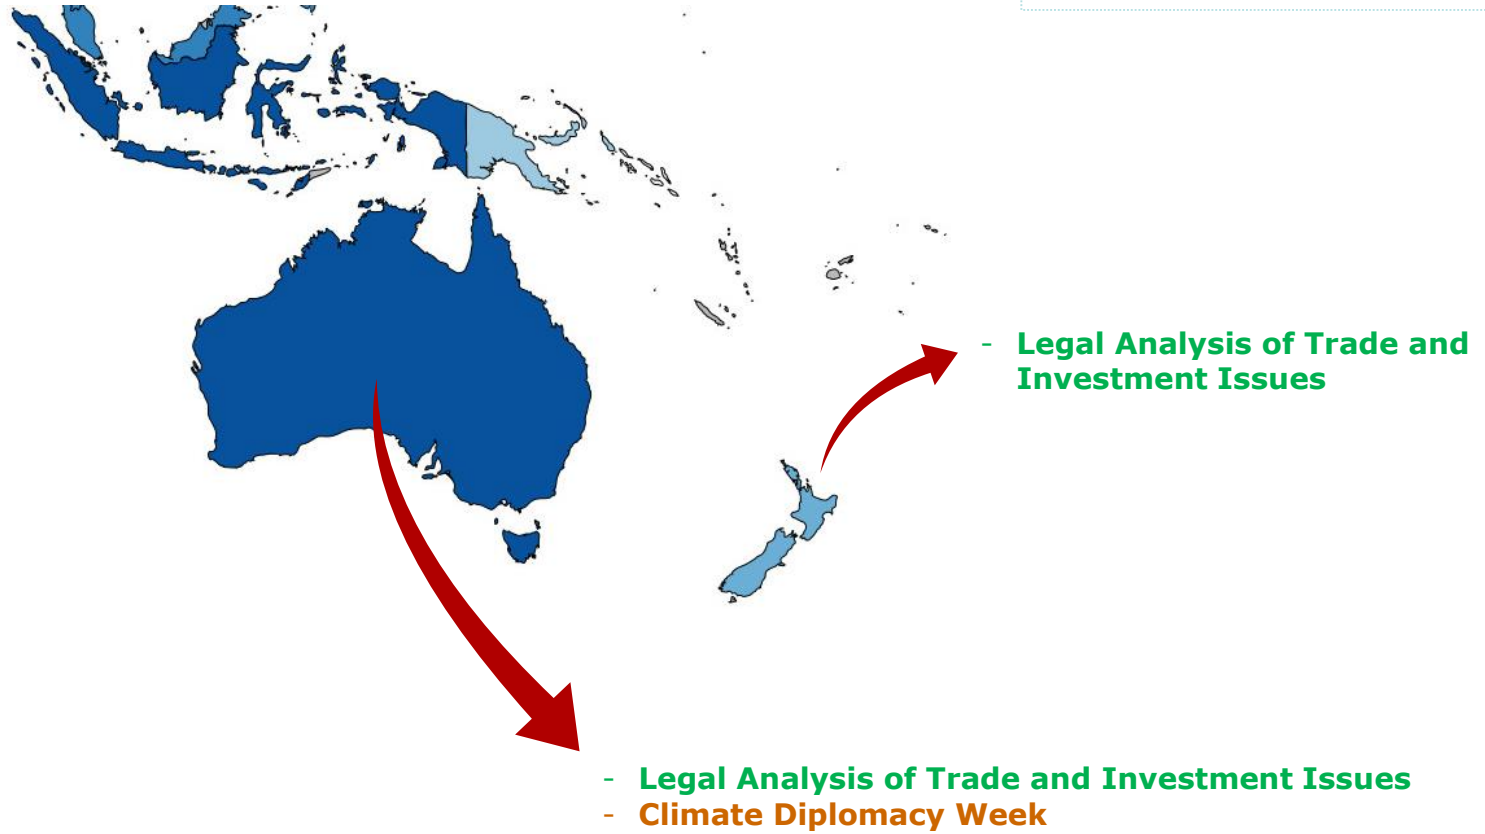 - Legal Analysis of Trade and
Investment Issues
- Legal Analysis of Trade and Investment Issues
- Climate Diplomacy Week